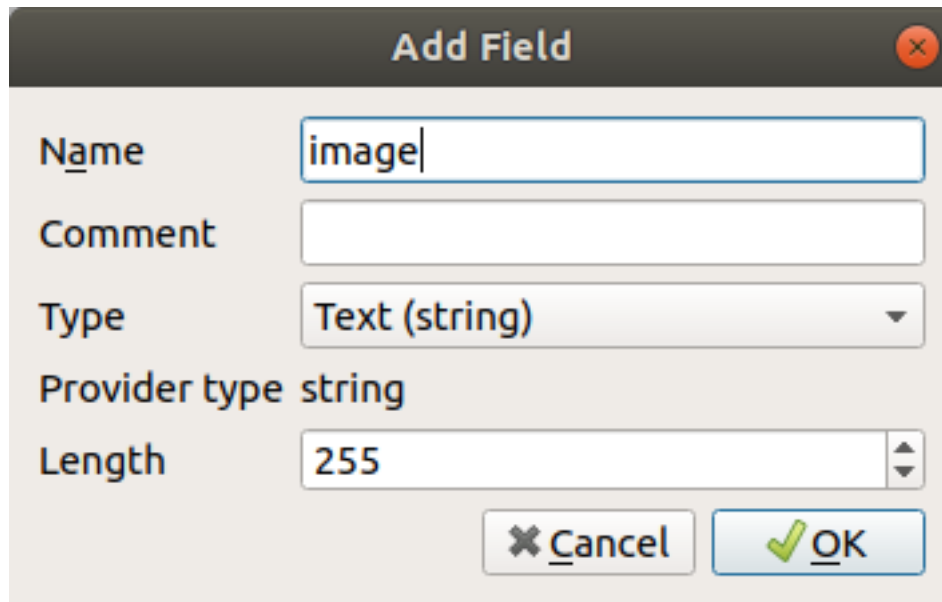 Add Field
Name image
Comment
Type Text (string)
Provider type string
Length 255
Cancel OK